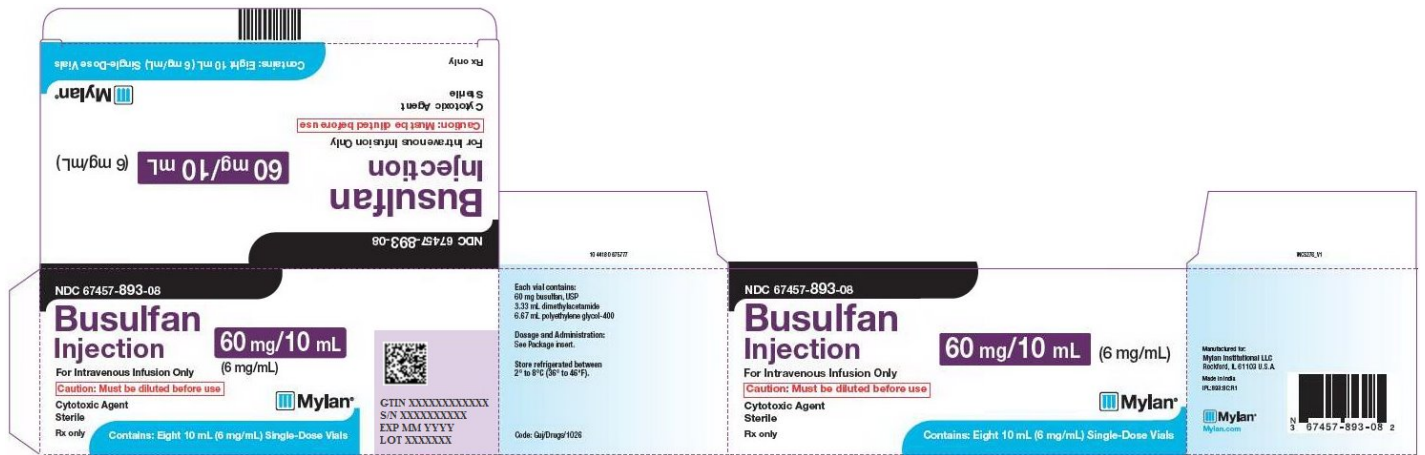 Contains: Eight 10 mL (6 mg/mL) Single-Dose Vials
Rx only
Mylan®
Sterile
Cytotoxic Agent
Caution: Must be diluted before use
For Intravenous Infusion Only
60 mg/10 mL
(6 mg/mL)
Injection
Busulfan
NDC 67457-893-08
NDC 67457-893-08
Busulfan
Injection
60 mg/10 mL
(6 mg/mL)
For Intravenous Infusion Only
Caution: Must be diluted before use
Cytotoxic Agent
Sterile
Rx only
Mylan®
Contains: Eight 10 mL (6 mg/mL) Single-Dose Vials
GTIN XXXXXXXXXXXX
S/N XXXXXXXXXX
EXP MM YYYY
LOT XXXXXXX
Each vial contains:
60 mg busulfan, USP
3.33 mL dimethylacetamide
6.67 mL polyethylene glycol-400
Dosage and Administration:
See Package insert.
Store refrigerated between
2° to 8°C (36° to 46°F).
Code: Guj/Drugs/1026
NDC 67457-893-08
Busulfan
Injection
60 mg/10 mL (6 mg/mL)
For Intravenous Infusion Only
Caution: Must be diluted before use
Cytotoxic Agent
Sterile
Rx only
Mylan®
Contains: Eight 10 mL (6 mg/mL) Single-Dose Vials
Manufactured for:
Mylan Institutional LLC
Rockford, IL 61103 U.S.A.
Made in India
Mylan®
Mylan.com
N
3 67457-893-08 2